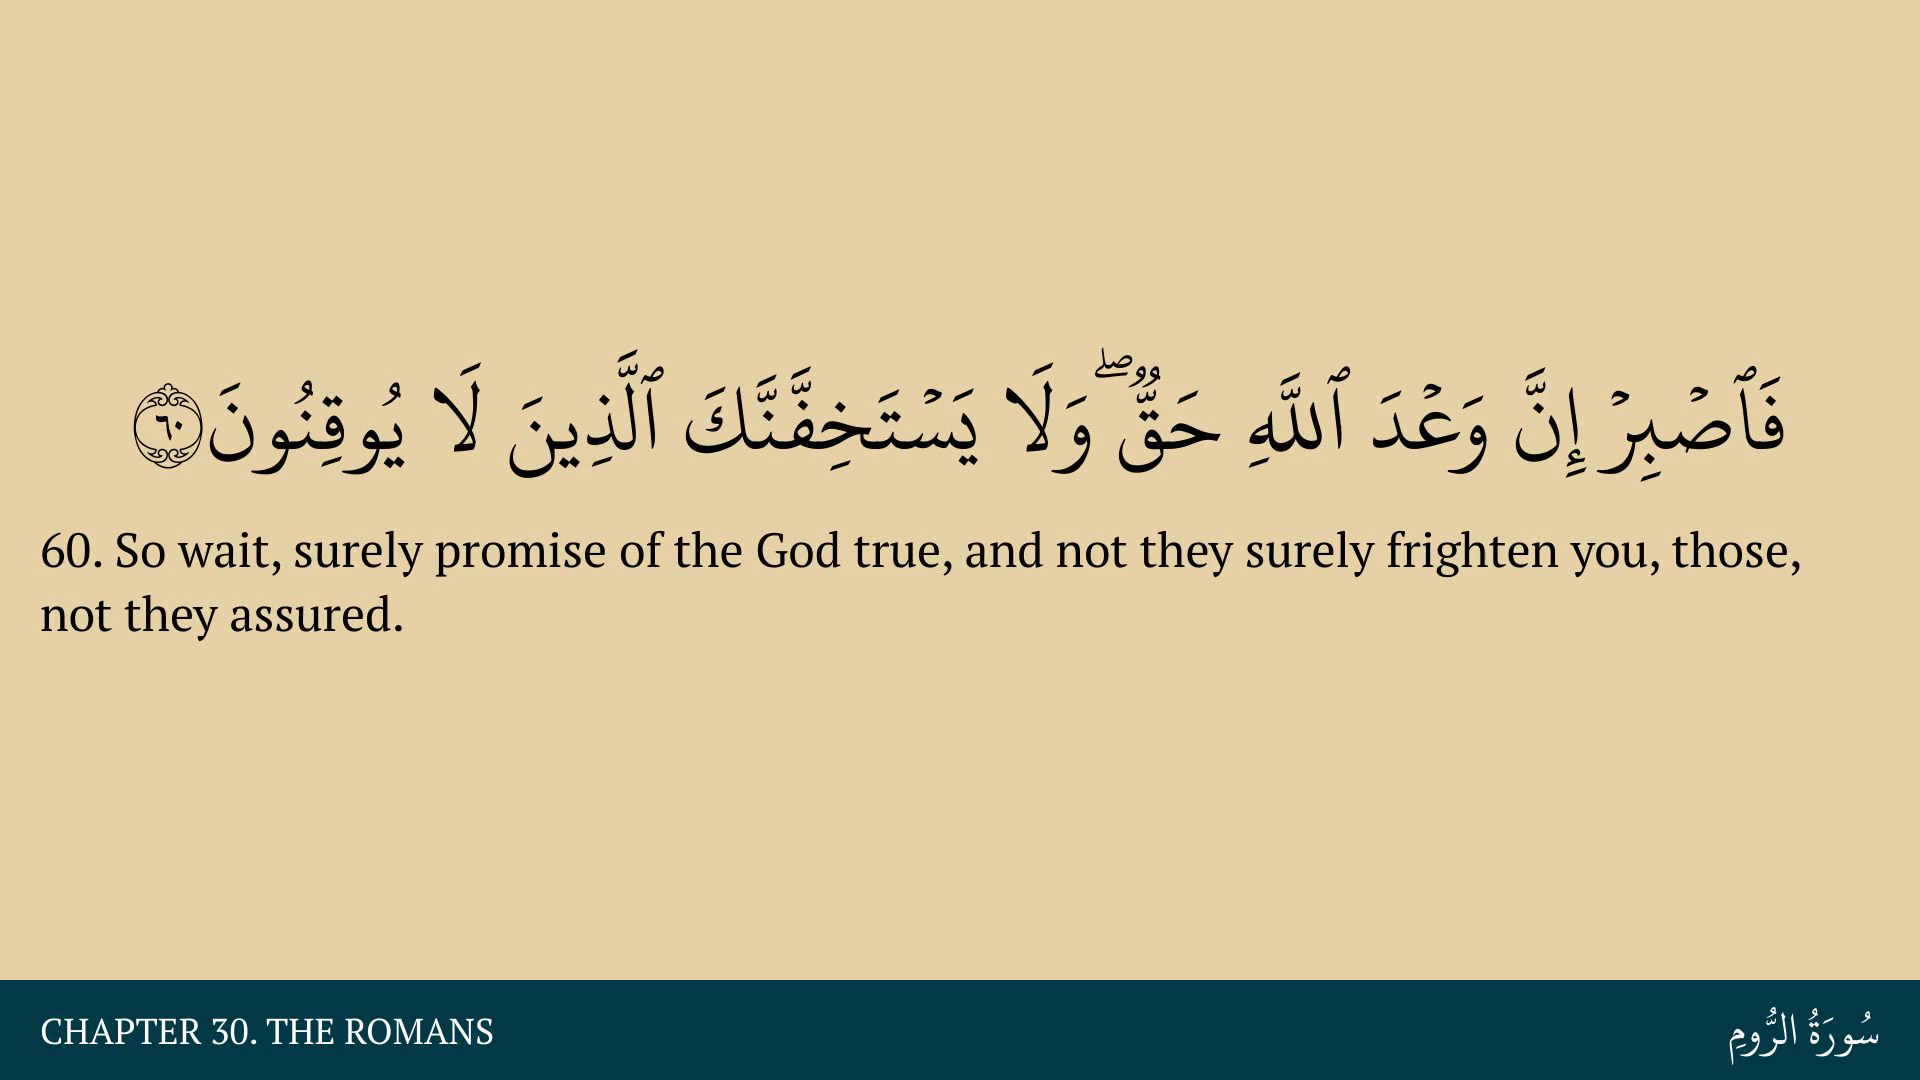 فَٱصۡبِرۡ إِنَّ وَعۡدَ ٱللَّهِ حَقّٞۖ وَلَا يَسۡتَخِفَّنَّكَ ٱلَّذِينَ لَا يُوقِنُونَ ٦٠
60. So wait, surely promise of the God true, and not they surely frighten you, those,
not they assured.
CHAPTER 30. THE ROMANS
سُورَةُ الرُّومِ